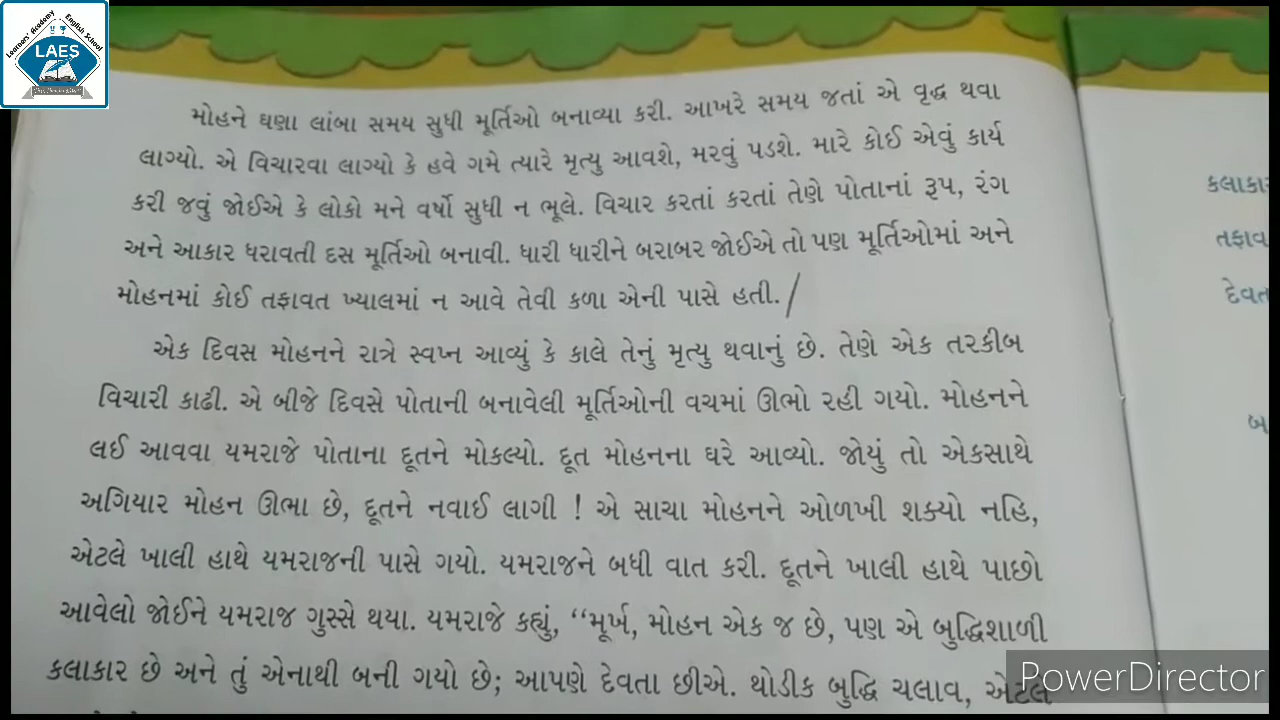 Learners' Academy English School
LAES
મોહને ઘણા લાંબા સમય સુધી મૂર્તિઓ બનાવ્યા કરી. આખરે સમય જતાં એ વૃદ્ધ થવા
લાગ્યો. એ વિચારવા લાગ્યો કે હવે ગમે ત્યારે મૃત્યુ આવશે, મરવું પડશે. મારે કોઈ એવું કાર્ય
કરી જવું જોઈએ કે લોકો મને વર્ષો સુધી ન ભૂલે. વિચાર કરતાં કરતાં તેણે પોતાનાં રૂપ, રંગ
અને આકાર ધરાવતી દસ મૂર્તિઓ બનાવી. ધારી ધારીને બરાબર જોઈએ તો પણ મૂર્તિઓમાં અને
મોહનમાં કોઈ તફાવત ખ્યાલમાં ન આવે તેવી કળા એની પાસે હતી.
એક દિવસ મોહનને રાત્રે સ્વપ્ન આવ્યું કે કાલે તેનું મૃત્યુ થવાનું છે. તેણે એક તરકીબ
વિચારી કાઢી. એ બીજે દિવસે પોતાની બનાવેલી મૂર્તિઓની વચમાં ઊભો રહી ગયો. મોહનને
લઈ આવવા યમરાજે પોતાના દૂતને મોકલ્યો. દૂત મોહનના ઘરે આવ્યો. જોયું તો એકસાથે
અગિયાર મોહન ઊભા છે, દૂતને નવાઈ લાગી ! એ સાચા મોહનને ઓળખી શક્યો નહિ,
એટલે ખાલી હાથે યમરાજની પાસે ગયો. યમરાજને બધી વાત કરી. દૂતને ખાલી હાથે પાછો
આવેલો જોઈને યમરાજ ગુસ્સે થયા. યમરાજે કહ્યું, “મૂર્ખ, મોહન એક જ છે, પણ એ બુદ્ધિશાળી
કલાકાર છે અને તું એનાથી બની ગયો છે; આપણે દેવતા છીએ. થોડીક બુદ્ધિ ચલાવ, એટલે
કલાકાર
તફાવ
દેવત
PowerDirector